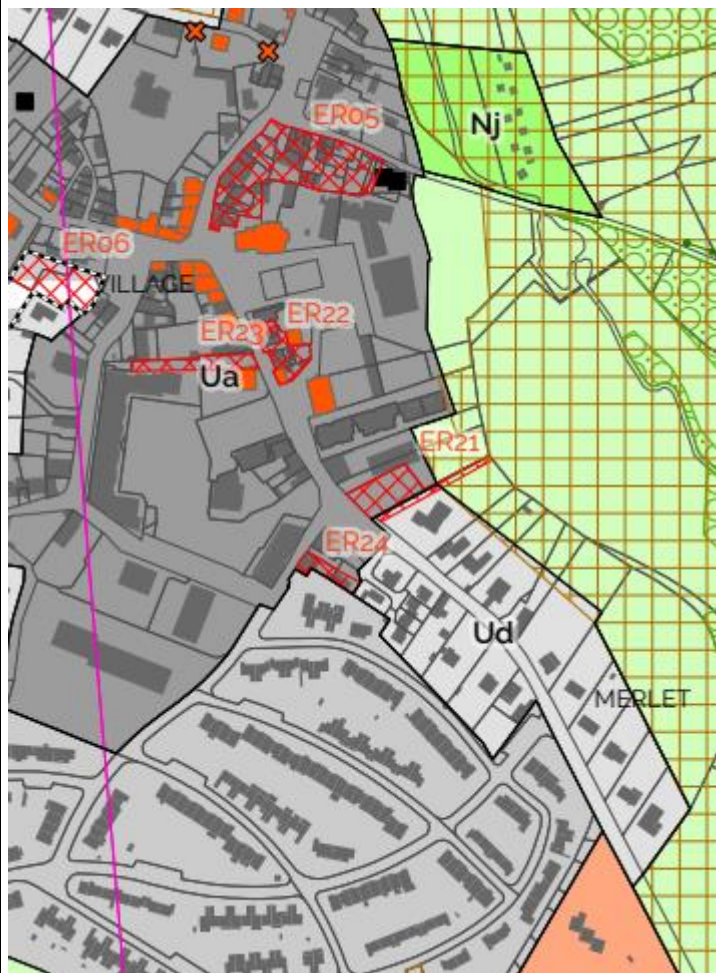 ER05
Nj
ER06
VILLAGE
ER22
ER23
Ua
ER21
ER24
Ud
MERLET